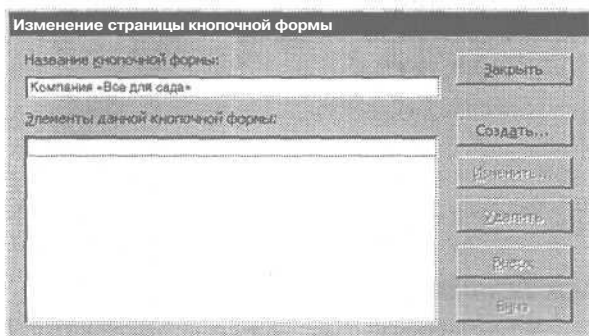 Изменение страницы кнопочной формы
Название кнопочной формы:
Закрыть
Компания «Все для сада»
Элементы данной кнопочной формы:
Создать...
Изменить...
Удалить
Вверх
Вниз